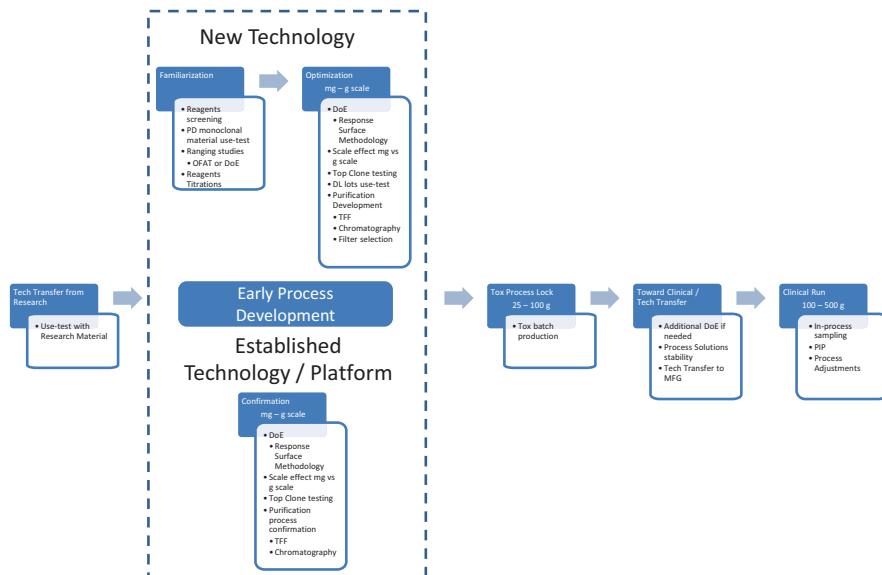 New Technology
Familiarization
• Reagents
screening
• PD monoclonal
material use-test
• Ranging studies
• OFAT or DoE
• Reagents
Titrations
Optimization
mg – g scale
• DoE
• Response
Surface
Methodology
• Scale effect mg vs
g scale
• Top Clone testing
• DL lots use-test
• Purification
Development
• TFF
• Chromatography
• Filter selection
Tech Transfer from
Research
• Use-test with
Research Material
Early Process
Development
Established
Technology / Platform
Confirmation
mg – g scale
• DoE
• Response
Surface
Methodology
• Scale effect mg vs
g scale
• Top Clone testing
• Purification
process
confirmation
• TFF
• Chromatography
Tox Process Lock
25 – 100 g
• Tox batch
production
Toward Clinical /
Tech Transfer
• Additional DoE if
needed
• Process Solutions
stability
• Tech Transfer to
MFG
Clinical Run
100 – 500 g
• In-process
sampling
• PIP
• Process
Adjustments